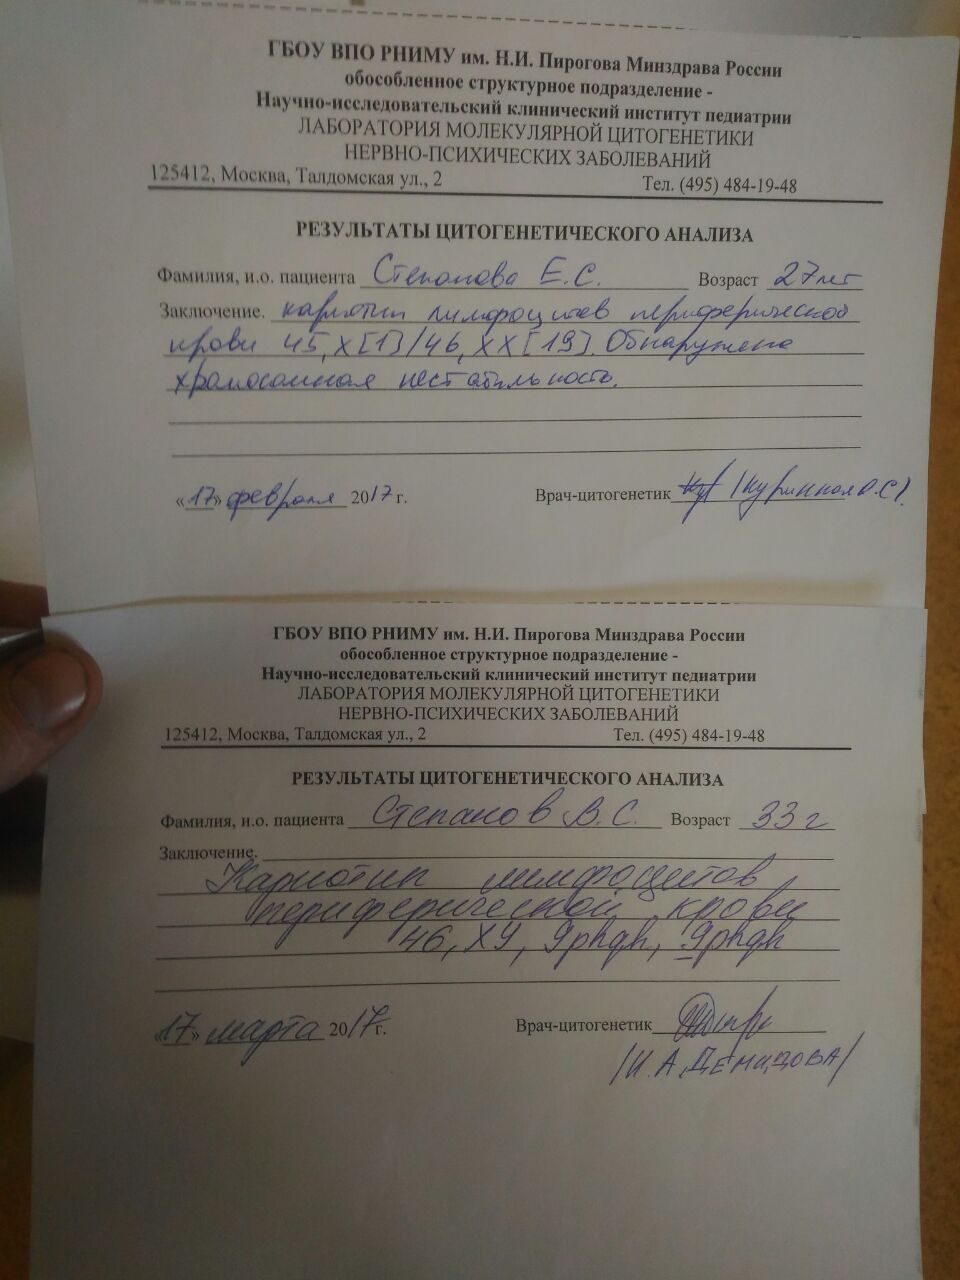 ГБОУ ВПО РНИМУ им. Н.И. Пирогова Минздрава России
обособленное структурное подразделение -
Научно-исследовательский клинический институт педиатрии
ЛАБОРАТОРИЯ МОЛЕКУЛЯРНОЙ ЦИТОГЕНЕТИКИ
НЕРВНО-ПСИХИЧЕСКИХ ЗАБОЛЕВАНИЙ
125412, Москва, Талдомская ул., 2 Тел. (495) 484-19-48
РЕЗУЛЬТАТЫ ЦИТОГЕНЕТИЧЕСКОГО АНАЛИЗА
Фамилия, и.о. пациента Степанова Е.С. Возраст 27 лет
Заключение. кариотип лимфоцитов периферической
крови 45,X[1]/46,XX[19]. Обнаружена
хромосомная нестабильность.
«17» февраля 2017 г. Врач-цитогенетик
ГБОУ ВПО РНИМУ им. Н.И. Пирогова Минздрава России
обособленное структурное подразделение -
Научно-исследовательский клинический институт педиатрии
ЛАБОРАТОРИЯ МОЛЕКУЛЯРНОЙ ЦИТОГЕНЕТИКИ
НЕРВНО-ПСИХИЧЕСКИХ ЗАБОЛЕВАНИЙ
125412, Москва, Талдомская ул., 2 Тел. (495) 484-19-48
РЕЗУЛЬТАТЫ ЦИТОГЕНЕТИЧЕСКОГО АНАЛИЗА
Фамилия, и.о. пациента Степанов В.С. Возраст 33 г
Заключение.
Кариотип лимфоцитов
периферической крови
46, XY, 9phqh, 9phqh
«17» марта 2017 г. Врач-цитогенетик
/И.А. ДЕМИДОВА/